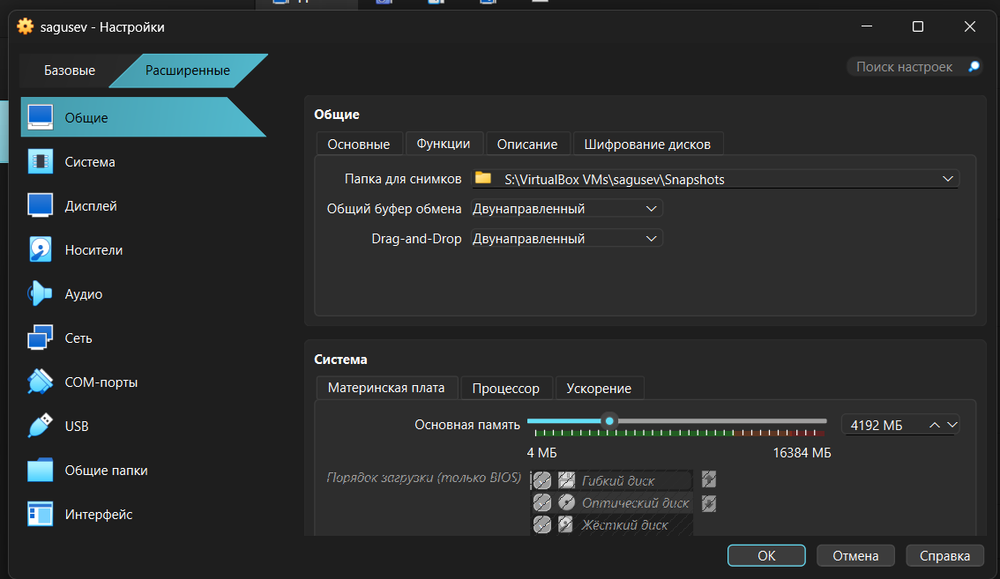 sagusev - Настройки
Базовые
Расширенные
Поиск настроек
Общие
Система
Дисплей
Носители
Аудио
Сеть
COM-порты
USB
Общие папки
Интерфейс
Общие
Основные Функции Описание Шифрование дисков
Папка для снимков S:\VirtualBox VMs\sagusev\Snapshots
Общий буфер обмена Двунаправленный
Drag-and-Drop Двунаправленный
Система
Материнская плата Процессор Ускорение
Основная память 4192 МБ
4 МБ 16384 МБ
Порядок загрузки (только BIOS) Гибкий диск
Оптический диск
Жёсткий диск
OK Отмена Справка